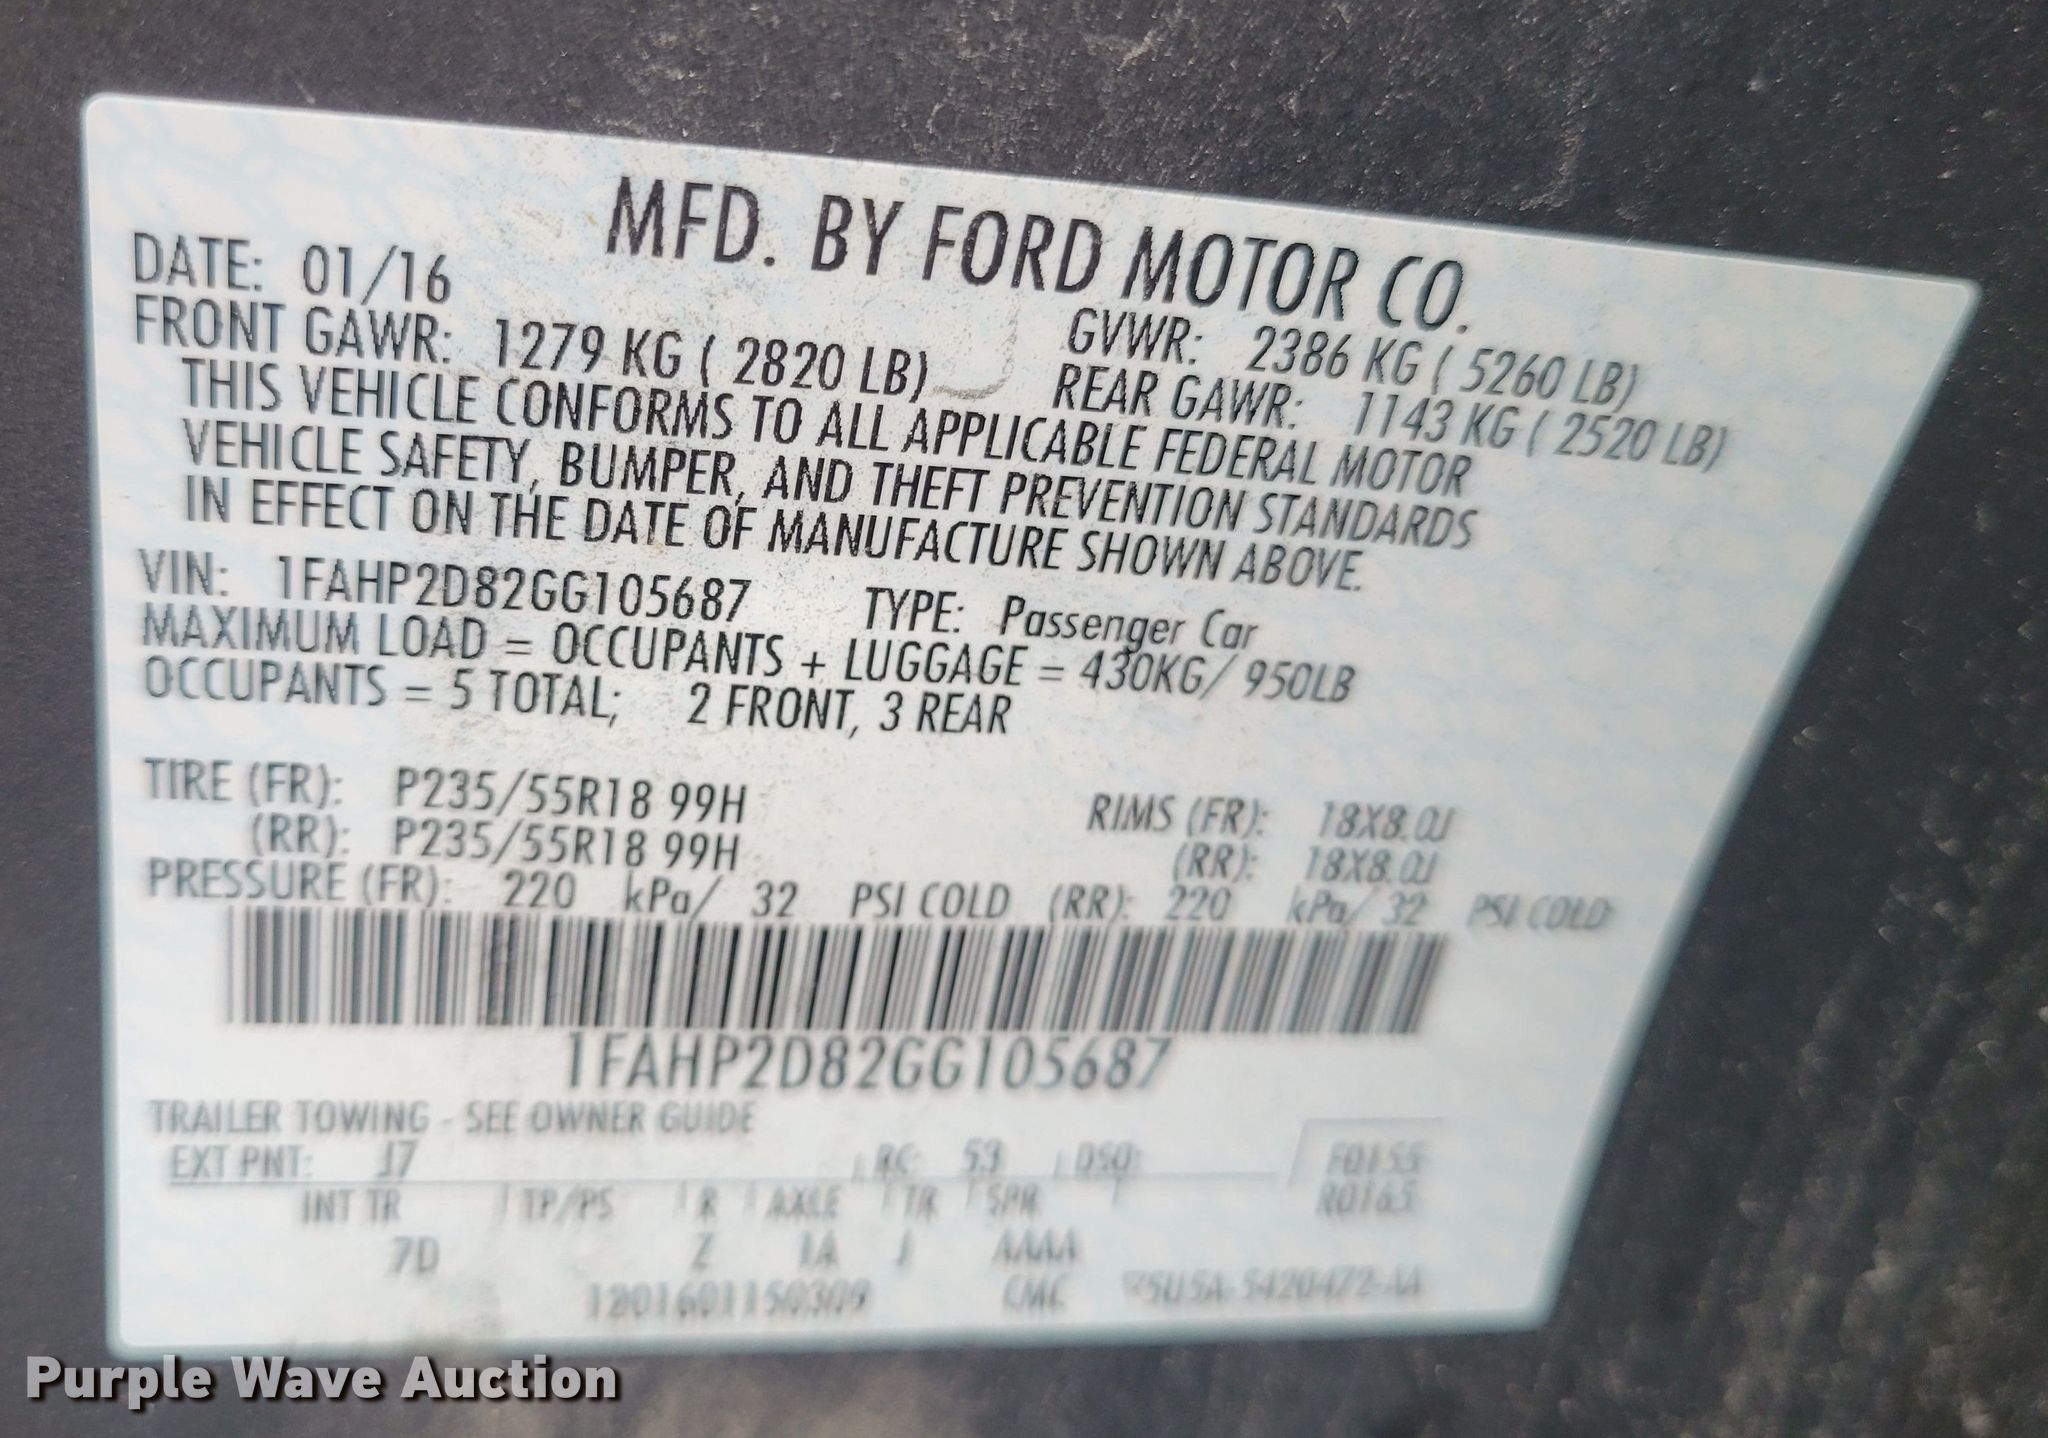 MFD. BY FORD MOTOR CO.
DATE: 01/16
GVWR: 2386 KG ( 5260 LB)
FRONT GAWR: 1279 KG ( 2820 LB)
REAR GAWR: 1143 KG ( 2520 LB)
THIS VEHICLE CONFORMS TO ALL APPLICABLE FEDERAL MOTOR
VEHICLE SAFETY, BUMPER, AND THEFT PREVENTION STANDARDS
IN EFFECT ON THE DATE OF MANUFACTURE SHOWN ABOVE.
VIN: 1FAHP2D82GG105687 TYPE: Passenger Car
MAXIMUM LOAD = OCCUPANTS + LUGGAGE = 430KG/ 950LB
OCCUPANTS = 5 TOTAL; 2 FRONT, 3 REAR
TIRE (FR): P235/55R18 99H RIMS (FR): 18X8.0J
(RR): P235/55R18 99H (RR): 18X8.0J
PRESSURE (FR): 220 kPa/ 32 PSI COLD (RR): 220 kPa/ 32 PSI COLD
1FAHP2D82GG105687
TRAILER TOWING - SEE OWNER GUIDE
EXT PNT: J7 RC: 53 DSO: F0155
R0165
INT TR TP/PS R AXLE TR SPR
7D Z 1A J AAAA
CMC
Purple Wave Auction